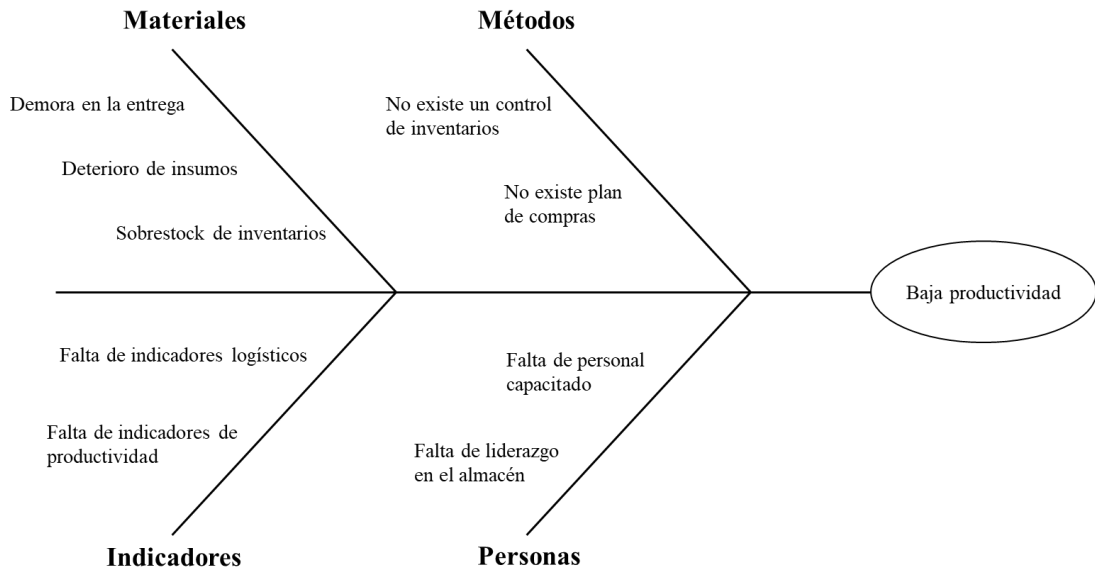 Materiales
Métodos
Demora en la entrega
Deterioro de insumos
Sobrestock de inventarios
No existe un control
de inventarios
No existe plan
de compras
Baja productividad
Falta de indicadores logísticos
Falta de indicadores de
productividad
Falta de personal
capacitado
Falta de liderazgo
en el almacén
Indicadores
Personas